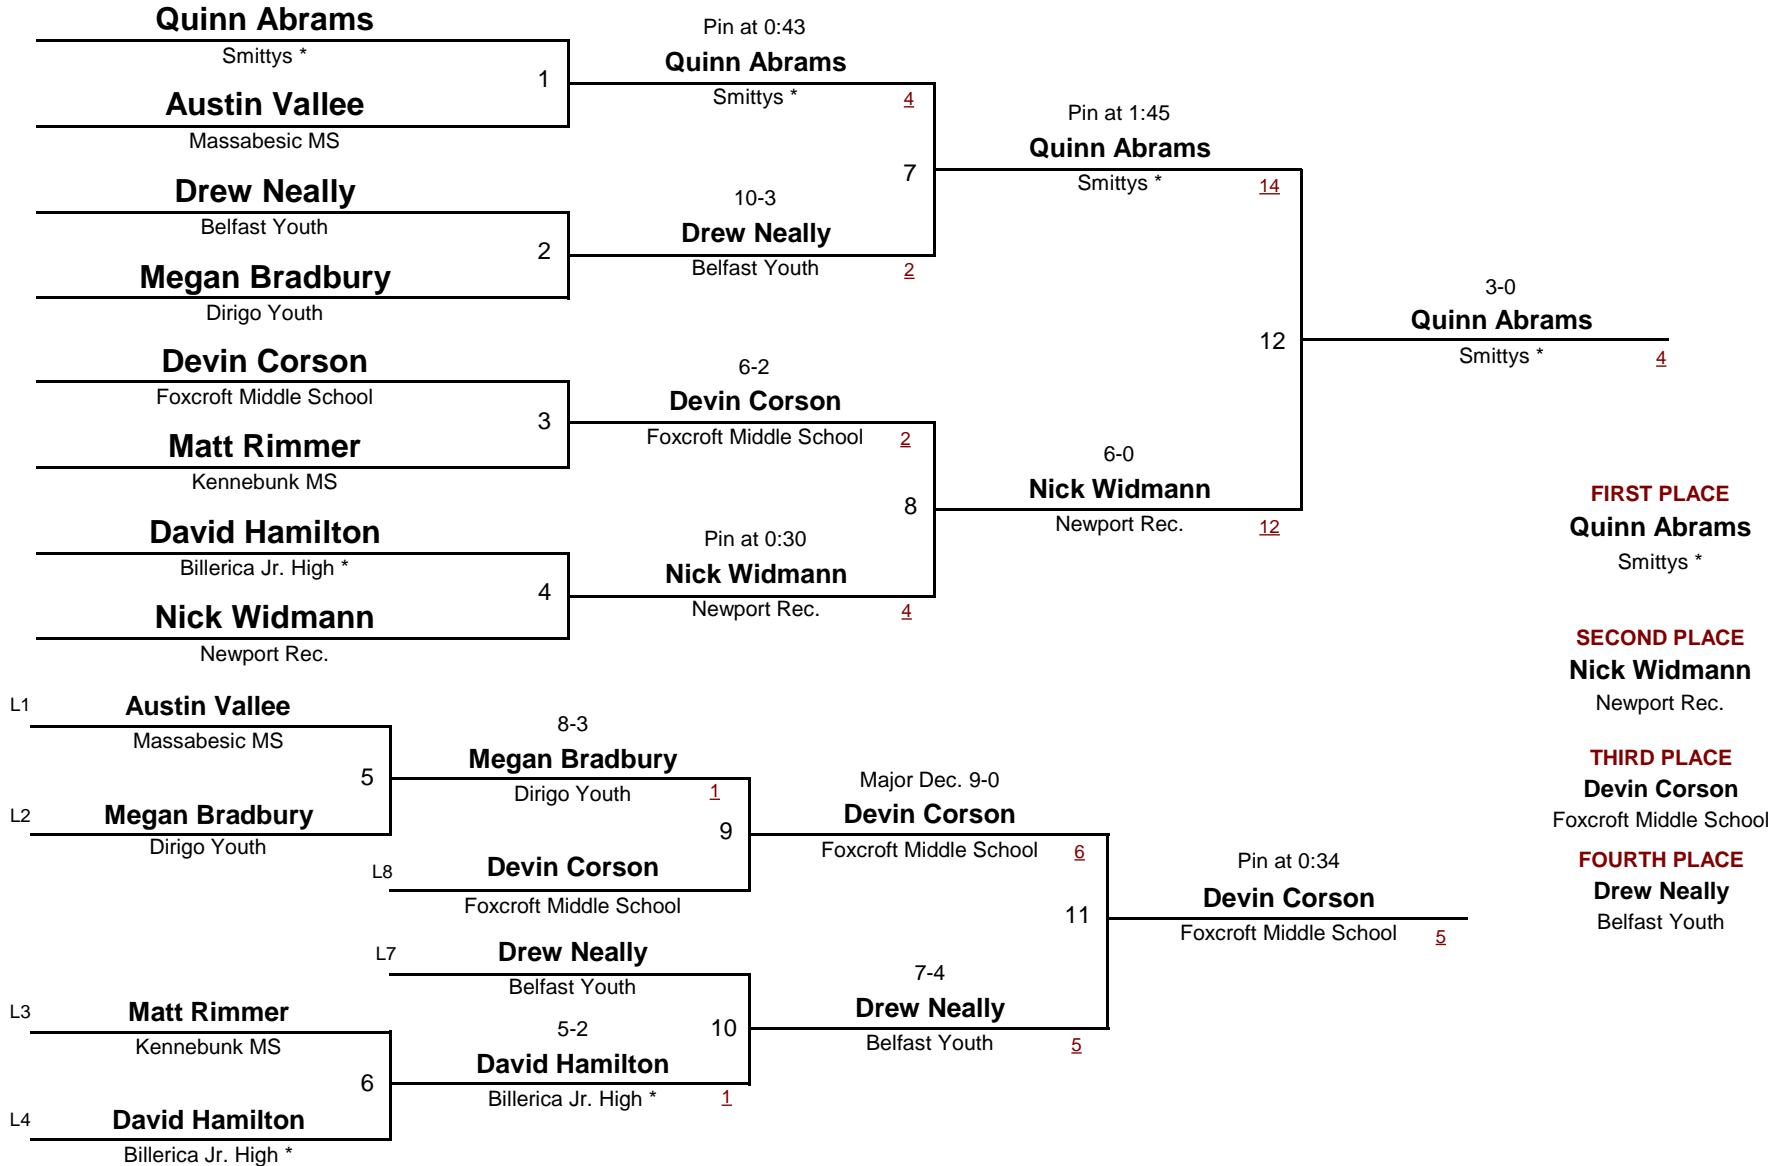 Quinn Abrams
Smittys *
1
Austin Vallee
Massabesic MS
Drew Neally
Belfast Youth
2
Megan Bradbury
Dirigo Youth
Devin Corson
Foxcroft Middle School
3
Matt Rimmer
Kennebunk MS
David Hamilton
Billerica Jr. High *
4
Nick Widmann
Newport Rec.
Pin at 0:43
Quinn Abrams
Smittys *
4
7
10-3
Drew Neally
Belfast Youth
2
6-2
Devin Corson
Foxcroft Middle School
2
8
Pin at 0:30
Nick Widmann
Newport Rec.
4
Pin at 1:45
Quinn Abrams
Smittys *
14
12
6-0
Nick Widmann
Newport Rec.
12
3-0
Quinn Abrams
Smittys *
4
FIRST PLACE
Quinn Abrams
Smittys *
SECOND PLACE
Nick Widmann
Newport Rec.
THIRD PLACE
Devin Corson
Foxcroft Middle School
FOURTH PLACE
Drew Neally
Belfast Youth
L1
Austin Vallee
Massabesic MS
5
L2
Megan Bradbury
Dirigo Youth
8-3
Megan Bradbury
Dirigo Youth
1
9
L8
Devin Corson
Foxcroft Middle School
L7
Drew Neally
Belfast Youth
10
L3
Matt Rimmer
Kennebunk MS
6
L4
David Hamilton
Billerica Jr. High *
5-2
David Hamilton
Billerica Jr. High *
1
Major Dec. 9-0
Devin Corson
Foxcroft Middle School
6
11
7-4
Drew Neally
Belfast Youth
5
Pin at 0:34
Devin Corson
Foxcroft Middle School
5